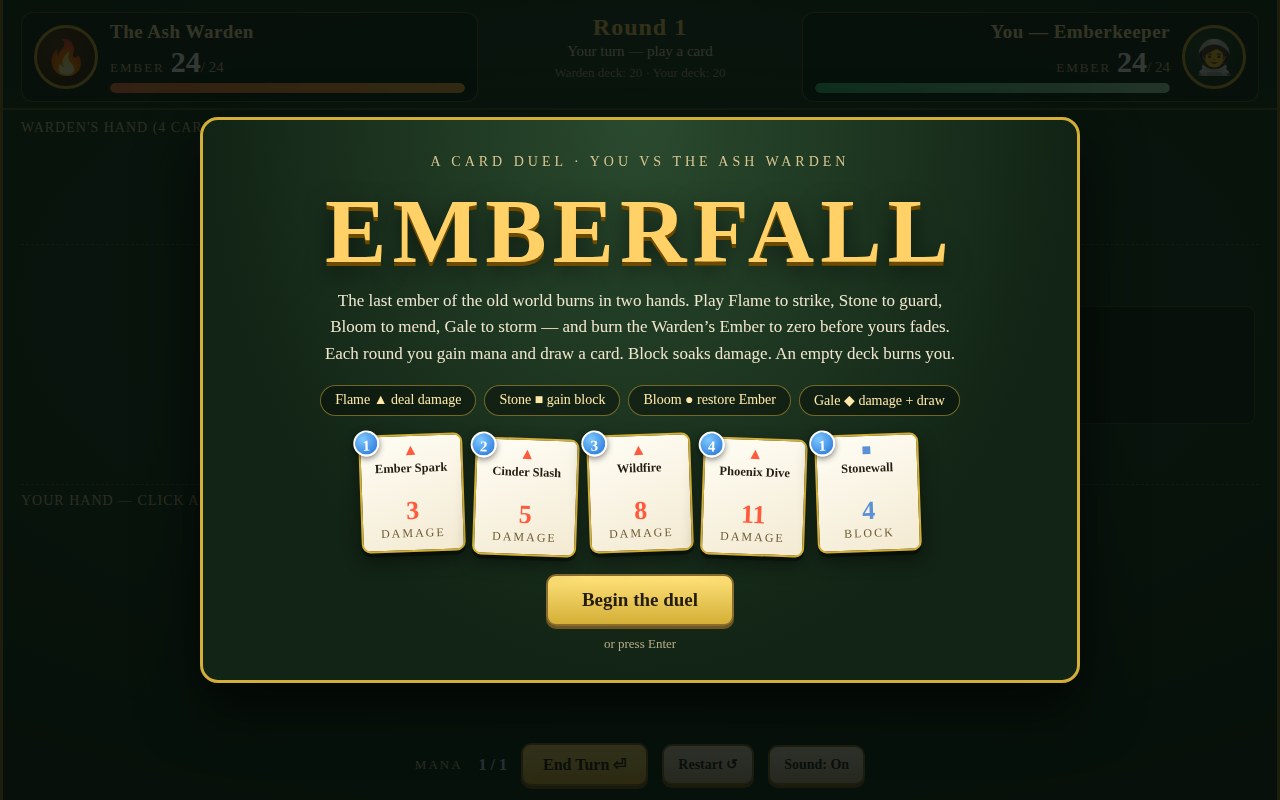 The Ash Warden
EMBER 24 / 24
Round 1
Your turn — play a card
Warden deck: 20 · Your deck: 20
You — Emberkeeper
EMBER 24 / 24
WARDEN'S HAND (4 CAR
A CARD DUEL · YOU VS THE ASH WARDEN
EMBERFALL
The last ember of the old world burns in two hands. Play Flame to strike, Stone to guard,
Bloom to mend, Gale to storm — and burn the Warden’s Ember to zero before yours fades.
Each round you gain mana and draw a card. Block soaks damage. An empty deck burns you.
Flame ▲ deal damage
Stone ■ gain block
Bloom ● restore Ember
Gale ◆ damage + draw
1
▲
Ember Spark
3
DAMAGE
2
▲
Cinder Slash
5
DAMAGE
3
▲
Wildfire
8
DAMAGE
4
▲
Phoenix Dive
11
DAMAGE
1
■
Stonewall
4
BLOCK
YOUR HAND — CLICK A
Begin the duel
or press Enter
MANA 1 / 1
End Turn ⏎
Restart ↺
Sound: On